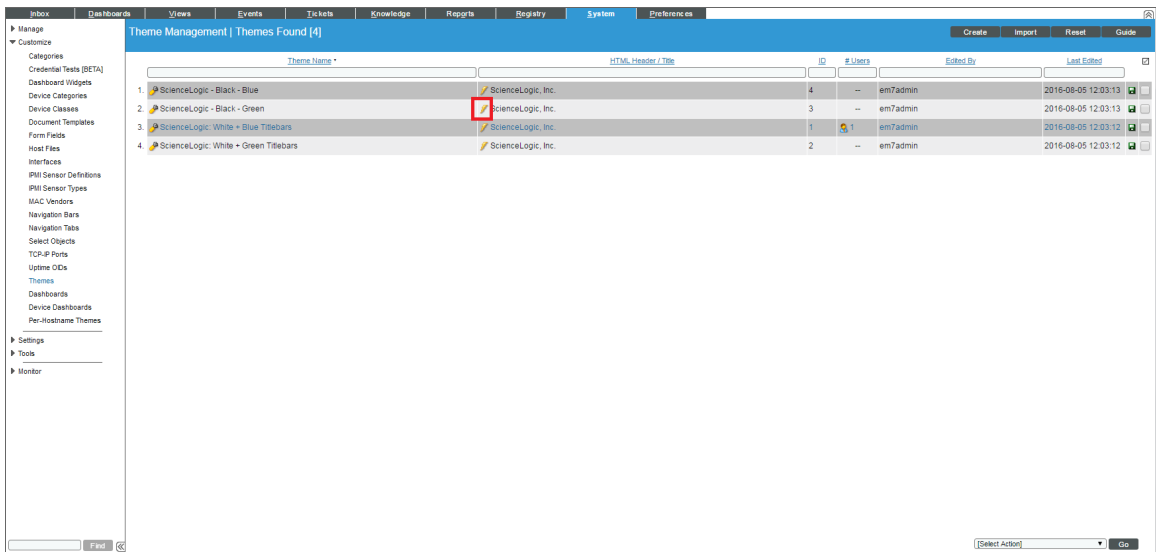 Inbox Dashboards Views Events Tickets Knowledge Reports Registry System Preferences
Manage
Customize
Categories
Credential Tests [BETA]
Dashboard Widgets
Device Categories
Device Classes
Document Templates
Form Fields
Host Files
Interfaces
IPMI Sensor Definitions
IPMI Sensor Types
MAC Vendors
Navigation Bars
Navigation Tabs
Select Objects
TCP-IP Ports
Uptime OIDs
Themes
Dashboards
Device Dashboards
Per-Hostname Themes
Settings
Tools
Monitor
Find
Theme Management | Themes Found [4]
Create Import Reset Guide
Theme Name • HTML Header / Title ID # Users Edited By Last Edited
1. ScienceLogic - Black - Blue ScienceLogic, Inc. 4 -- em7admin 2016-08-05 12:03:13
2. ScienceLogic - Black - Green ScienceLogic, Inc. 3 -- em7admin 2016-08-05 12:03:13
3. ScienceLogic: White + Blue Titlebars ScienceLogic, Inc. 1 1 em7admin 2016-08-05 12:03:12
4. ScienceLogic: White + Green Titlebars ScienceLogic, Inc. 2 -- em7admin 2016-08-05 12:03:12
[Select Action] Go